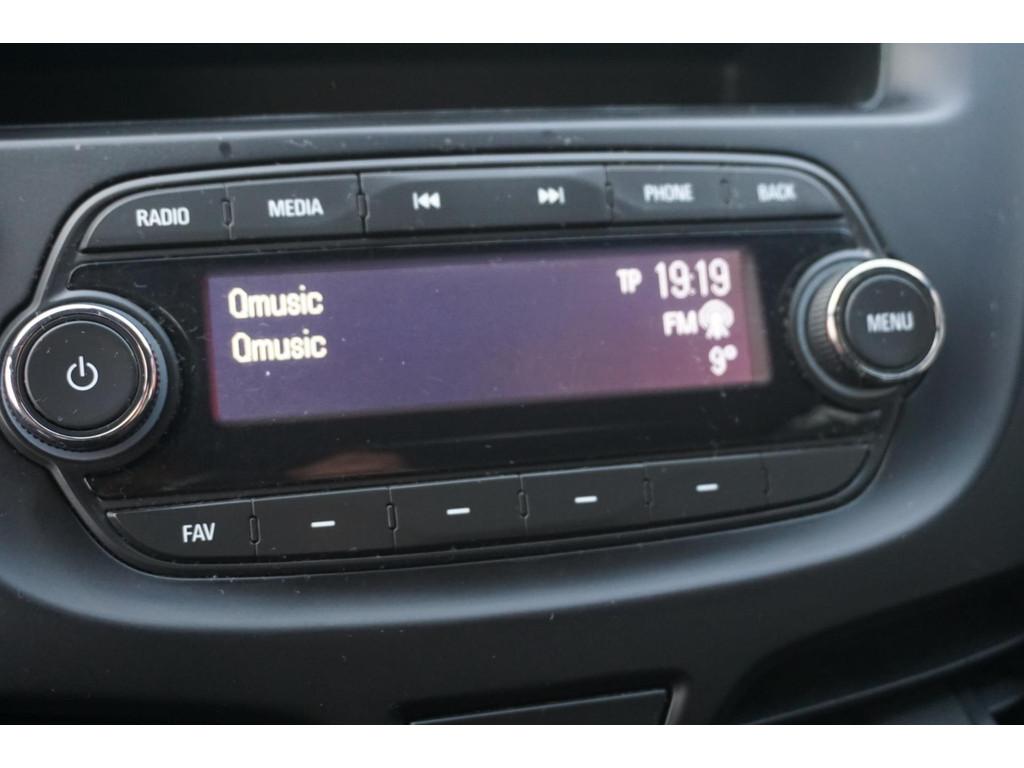 RADIO MEDIA PHONE BACK
Qmusic TP 19:19
Qmusic FM
9°
MENU
FAV